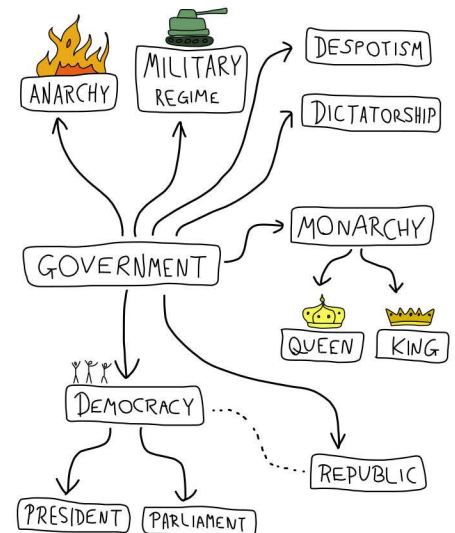 ANARCHY
MILITARY
REGIME
DESPOTISM
DICTATORSHIP
MONARCHY
GOVERNMENT
QUEEN
KING
DEMOCRACY
REPUBLIC
PRESIDENT
PARLIAMENT